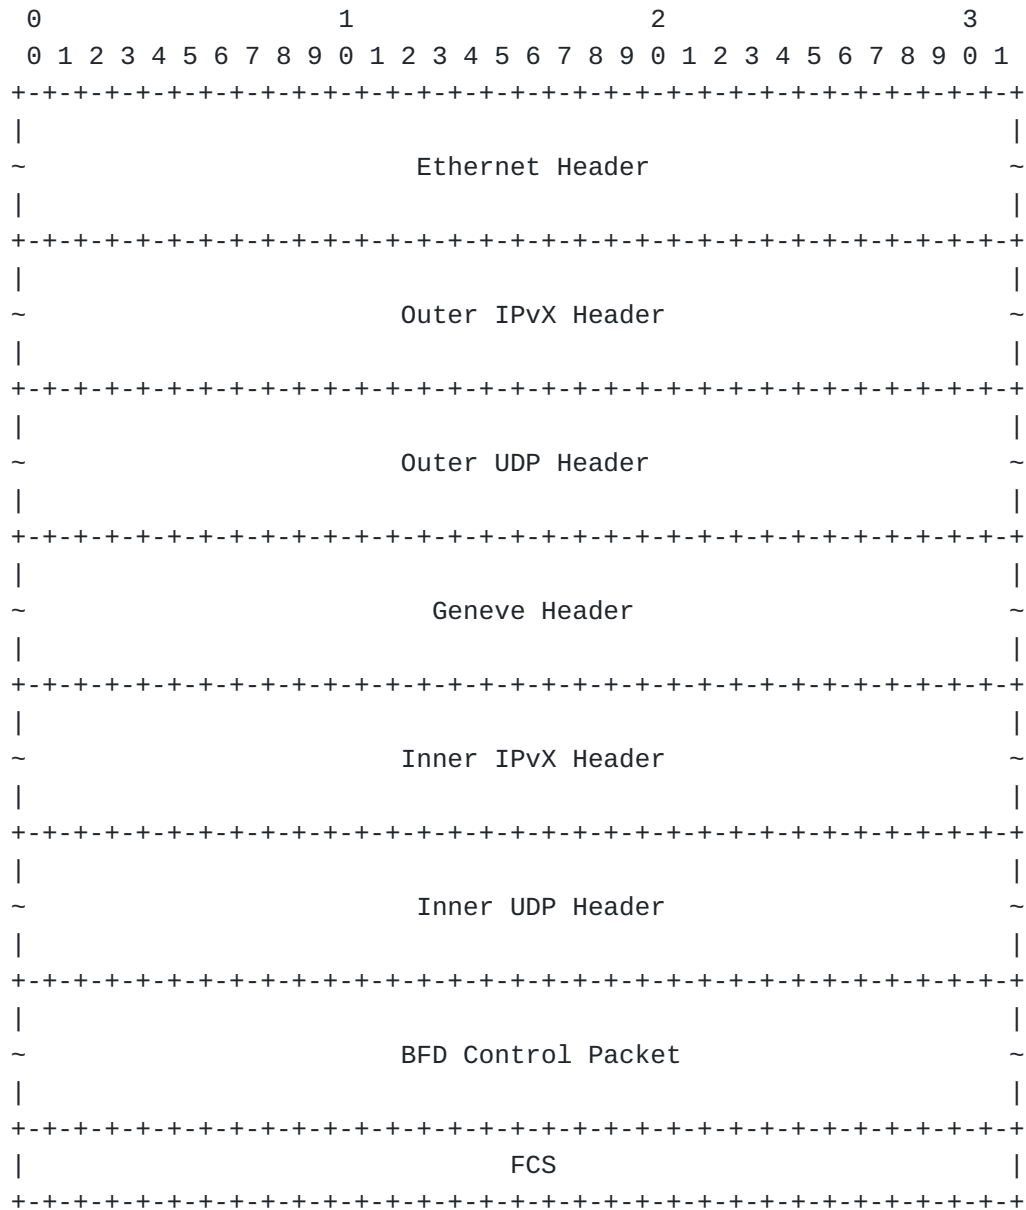 0                   1                   2                   3
 0 1 2 3 4 5 6 7 8 9 0 1 2 3 4 5 6 7 8 9 0 1 2 3 4 5 6 7 8 9 0 1
+-+-+-+-+-+-+-+-+-+-+-+-+-+-+-+-+-+-+-+-+-+-+-+-+-+-+-+-+-+-+-+-+
|                                                               |
~                         Ethernet Header                       ~
|                                                               |
+-+-+-+-+-+-+-+-+-+-+-+-+-+-+-+-+-+-+-+-+-+-+-+-+-+-+-+-+-+-+-+-+
|                                                               |
~                        Outer IPvX Header                      ~
|                                                               |
+-+-+-+-+-+-+-+-+-+-+-+-+-+-+-+-+-+-+-+-+-+-+-+-+-+-+-+-+-+-+-+-+
|                                                               |
~                        Outer UDP Header                       ~
|                                                               |
+-+-+-+-+-+-+-+-+-+-+-+-+-+-+-+-+-+-+-+-+-+-+-+-+-+-+-+-+-+-+-+-+
|                                                               |
~                          Geneve Header                        ~
|                                                               |
+-+-+-+-+-+-+-+-+-+-+-+-+-+-+-+-+-+-+-+-+-+-+-+-+-+-+-+-+-+-+-+-+
|                                                               |
~                        Inner IPvX Header                      ~
|                                                               |
+-+-+-+-+-+-+-+-+-+-+-+-+-+-+-+-+-+-+-+-+-+-+-+-+-+-+-+-+-+-+-+-+
|                                                               |
~                         Inner UDP Header                      ~
|                                                               |
+-+-+-+-+-+-+-+-+-+-+-+-+-+-+-+-+-+-+-+-+-+-+-+-+-+-+-+-+-+-+-+-+
|                                                               |
~                        BFD Control Packet                     ~
|                                                               |
+-+-+-+-+-+-+-+-+-+-+-+-+-+-+-+-+-+-+-+-+-+-+-+-+-+-+-+-+-+-+-+-+
|                               FCS                             |
+-+-+-+-+-+-+-+-+-+-+-+-+-+-+-+-+-+-+-+-+-+-+-+-+-+-+-+-+-+-+-+-+